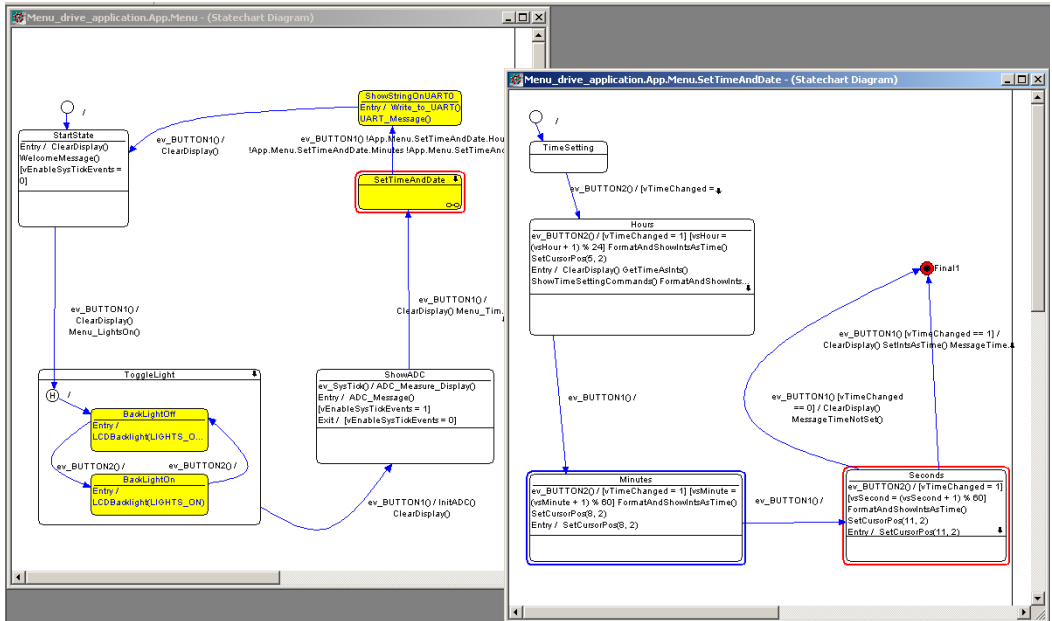 Menu_drive_application.App.Menu - (Statechart Diagram)
/
StartState
Entry / ClearDisplay()
WelcomeMessage()
[vEnableSysTickEvents =
0]
ev_BUTTON1() /
ClearDisplay()
ShowStringOnUART0
Entry / Write_to_UART()
UART_Message()
ev_BUTTON1() !App.Menu.SetTimeAndDate.Hou
!App.Menu.SetTimeAndDate.Minutes !App.Menu.SetTimeAnd
SetTimeAndDate
ev_BUTTON1() /
ClearDisplay()
Menu_LightsOn()
ev_BUTTON1() /
ClearDisplay() Menu_Tim..
ToggleLight
H
/
BackLightOff
Entry /
LCDBacklight(LIGHTS_O...
ev_BUTTON2() /
ev_BUTTON2() /
BackLightOn
Entry /
LCDBacklight(LIGHTS_ON)
ShowADC
ev_SysTick() / ADC_Measure_Display()
Entry / ADC_Message()
[vEnableSysTickEvents = 1]
Exit / [vEnableSysTickEvents = 0]
ev_BUTTON1() / InitADC()
ClearDisplay()
Menu_drive_application.App.Menu.SetTimeAndDate - (Statechart Diagram)
/
TimeSetting
ev_BUTTON2() / [vTimeChanged =
Hours
ev_BUTTON2() / [vTimeChanged = 1] [vsHour =
(vsHour + 1) % 24] FormatAndShowIntsAsTime()
SetCursorPos(5, 2)
Entry / ClearDisplay() GetTimeAsInts()
ShowTimeSettingCommands() FormatAndShowInts...
Final1
ev_BUTTON1() [vTimeChanged == 1] /
ClearDisplay() SetIntsAsTime() MessageTime.
ev_BUTTON1() /
ev_BUTTON1() [vTimeChanged
== 0] / ClearDisplay()
MessageTimeNotSet()
Minutes
ev_BUTTON2() / [vTimeChanged = 1] [vsMinute =
(vsMinute + 1) % 60] FormatAndShowIntsAsTime()
SetCursorPos(8, 2)
Entry / SetCursorPos(8, 2)
ev_BUTTON1() /
Seconds
ev_BUTTON2() / [vTimeChanged = 1]
[vsSecond = (vsSecond + 1) % 60]
FormatAndShowIntsAsTime()
SetCursorPos(11, 2)
Entry / SetCursorPos(11, 2)